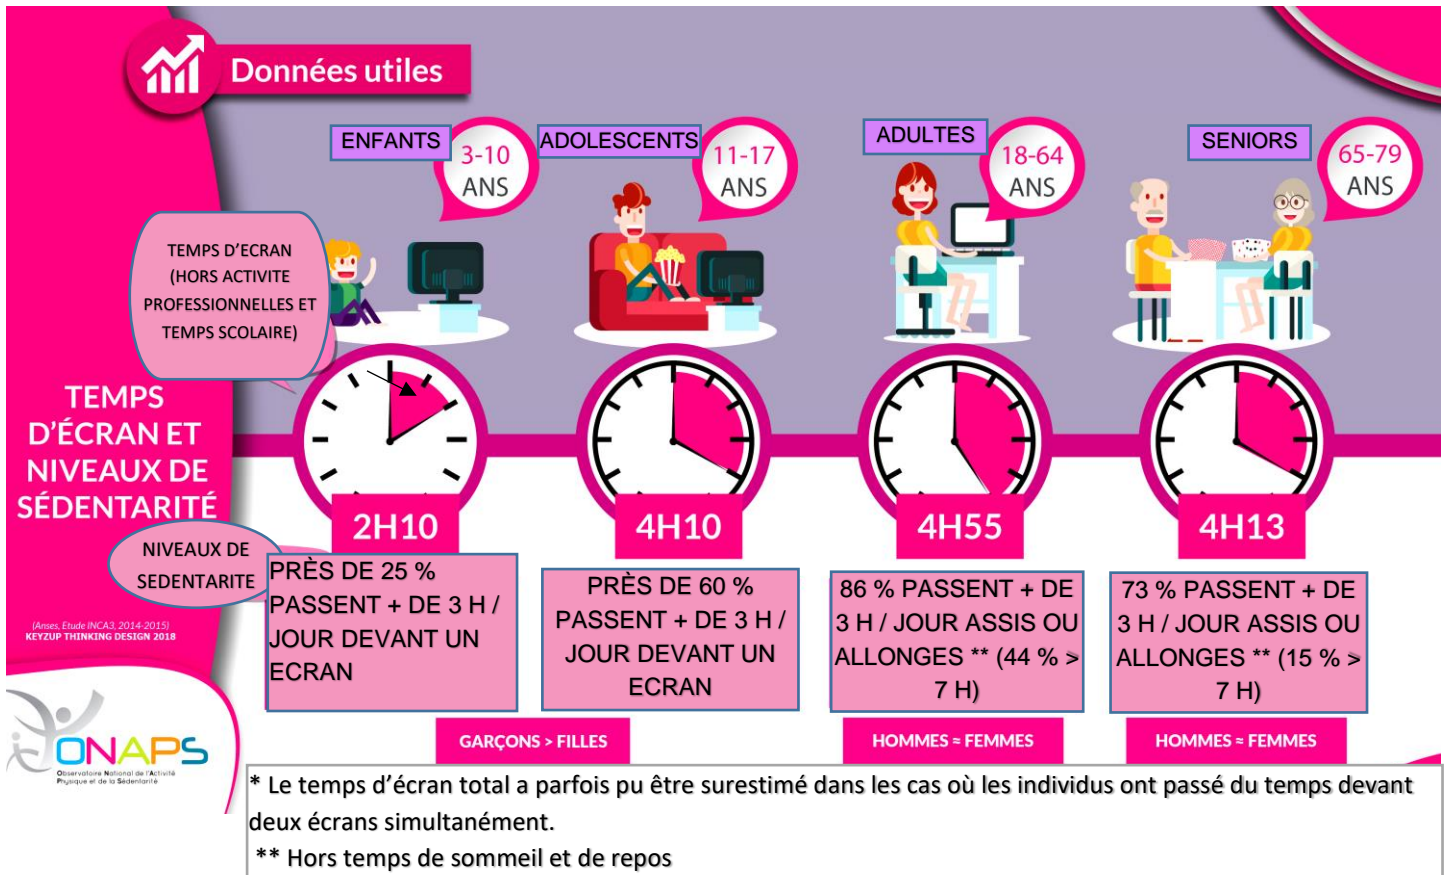 Données utiles
ENFANTS
3-10
ANS
ADOLESCENTS
11-17
ANS
ADULTES
18-64
ANS
SENIORS
65-79
ANS
TEMPS D’ECRAN
(HORS ACTIVITE
PROFESSIONNELLES ET
TEMPS SCOLAIRE)
TEMPS
D’ÉCRAN ET
NIVEAUX DE
SÉDENTARITÉ
2H10
4H10
4H55
4H13
NIVEAUX DE
SEDENTARITE
PRÈS DE 25 %
PASSENT + DE 3 H /
JOUR DEVANT UN
ECRAN
PRÈS DE 60 %
PASSENT + DE 3 H /
JOUR DEVANT UN
ECRAN
86 % PASSENT + DE
3 H / JOUR ASSIS OU
ALLONGES ** (44 % >
7 H)
73 % PASSENT + DE
3 H / JOUR ASSIS OU
ALLONGES ** (15 % >
7 H)
(Anses, Etude INCA3, 2014-2015)
KEYZUP THINKING DESIGN 2018
GARÇONS > FILLES
HOMMES ≈ FEMMES
HOMMES ≈ FEMMES
ONAPS
Observatoire National de l'Activité
Physique et de la Sédentarité
* Le temps d’écran total a parfois pu être surestimé dans les cas où les individus ont passé du temps devant
deux écrans simultanément.
** Hors temps de sommeil et de repos